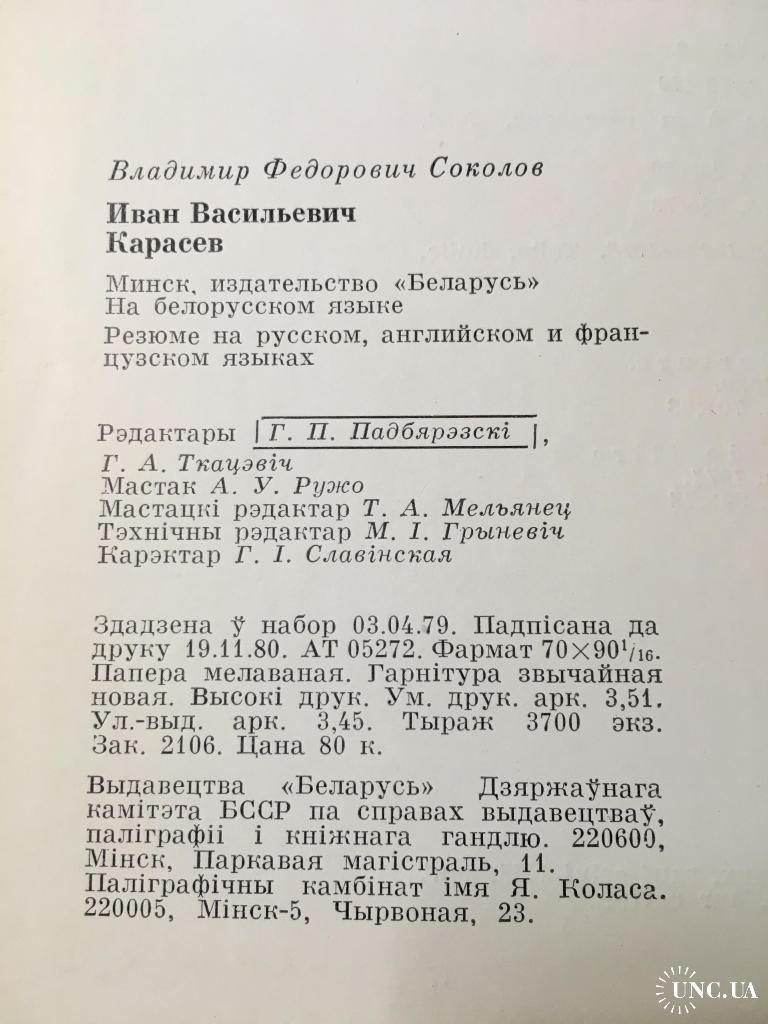 Владимир Федорович Соколов
Иван Васильевич
Карасев
Минск, издательство «Беларусь»
На белорусском языке
Резюме на русском, английском и фран-
цузском языках
Рэдактары Г. П. Падбярэзскі,
Г. А. Ткацэвіч
Мастак А. У. Ружо
Мастацкі рэдактар Т. А. Мельянец
Тэхнічны рэдактар М. І. Грыневіч
Карэктар Г. І. Славінская
Здадзена ў набор 03.04.79. Падпісана да
друку 19.11.80. АТ 05272. Фармат 70×90¹/₁₆.
Папера мелаваная. Гарнітура звычайная
новая. Высокі друк. Ум. друк. арк. 3,51.
Ул.-выд. арк. 3,45. Тыраж 3700 экз.
Зак. 2106. Цана 80 к.
Выдавецтва «Беларусь» Дзяржаўнага
камітэта БССР па справах выдавецтваў,
паліграфіі і кніжнага гандлю. 220600,
Мінск, Паркавая магістраль, 11.
Паліграфічны камбінат імя Я. Коласа.
220005, Мінск-5, Чырвоная, 23.
UNC.UA